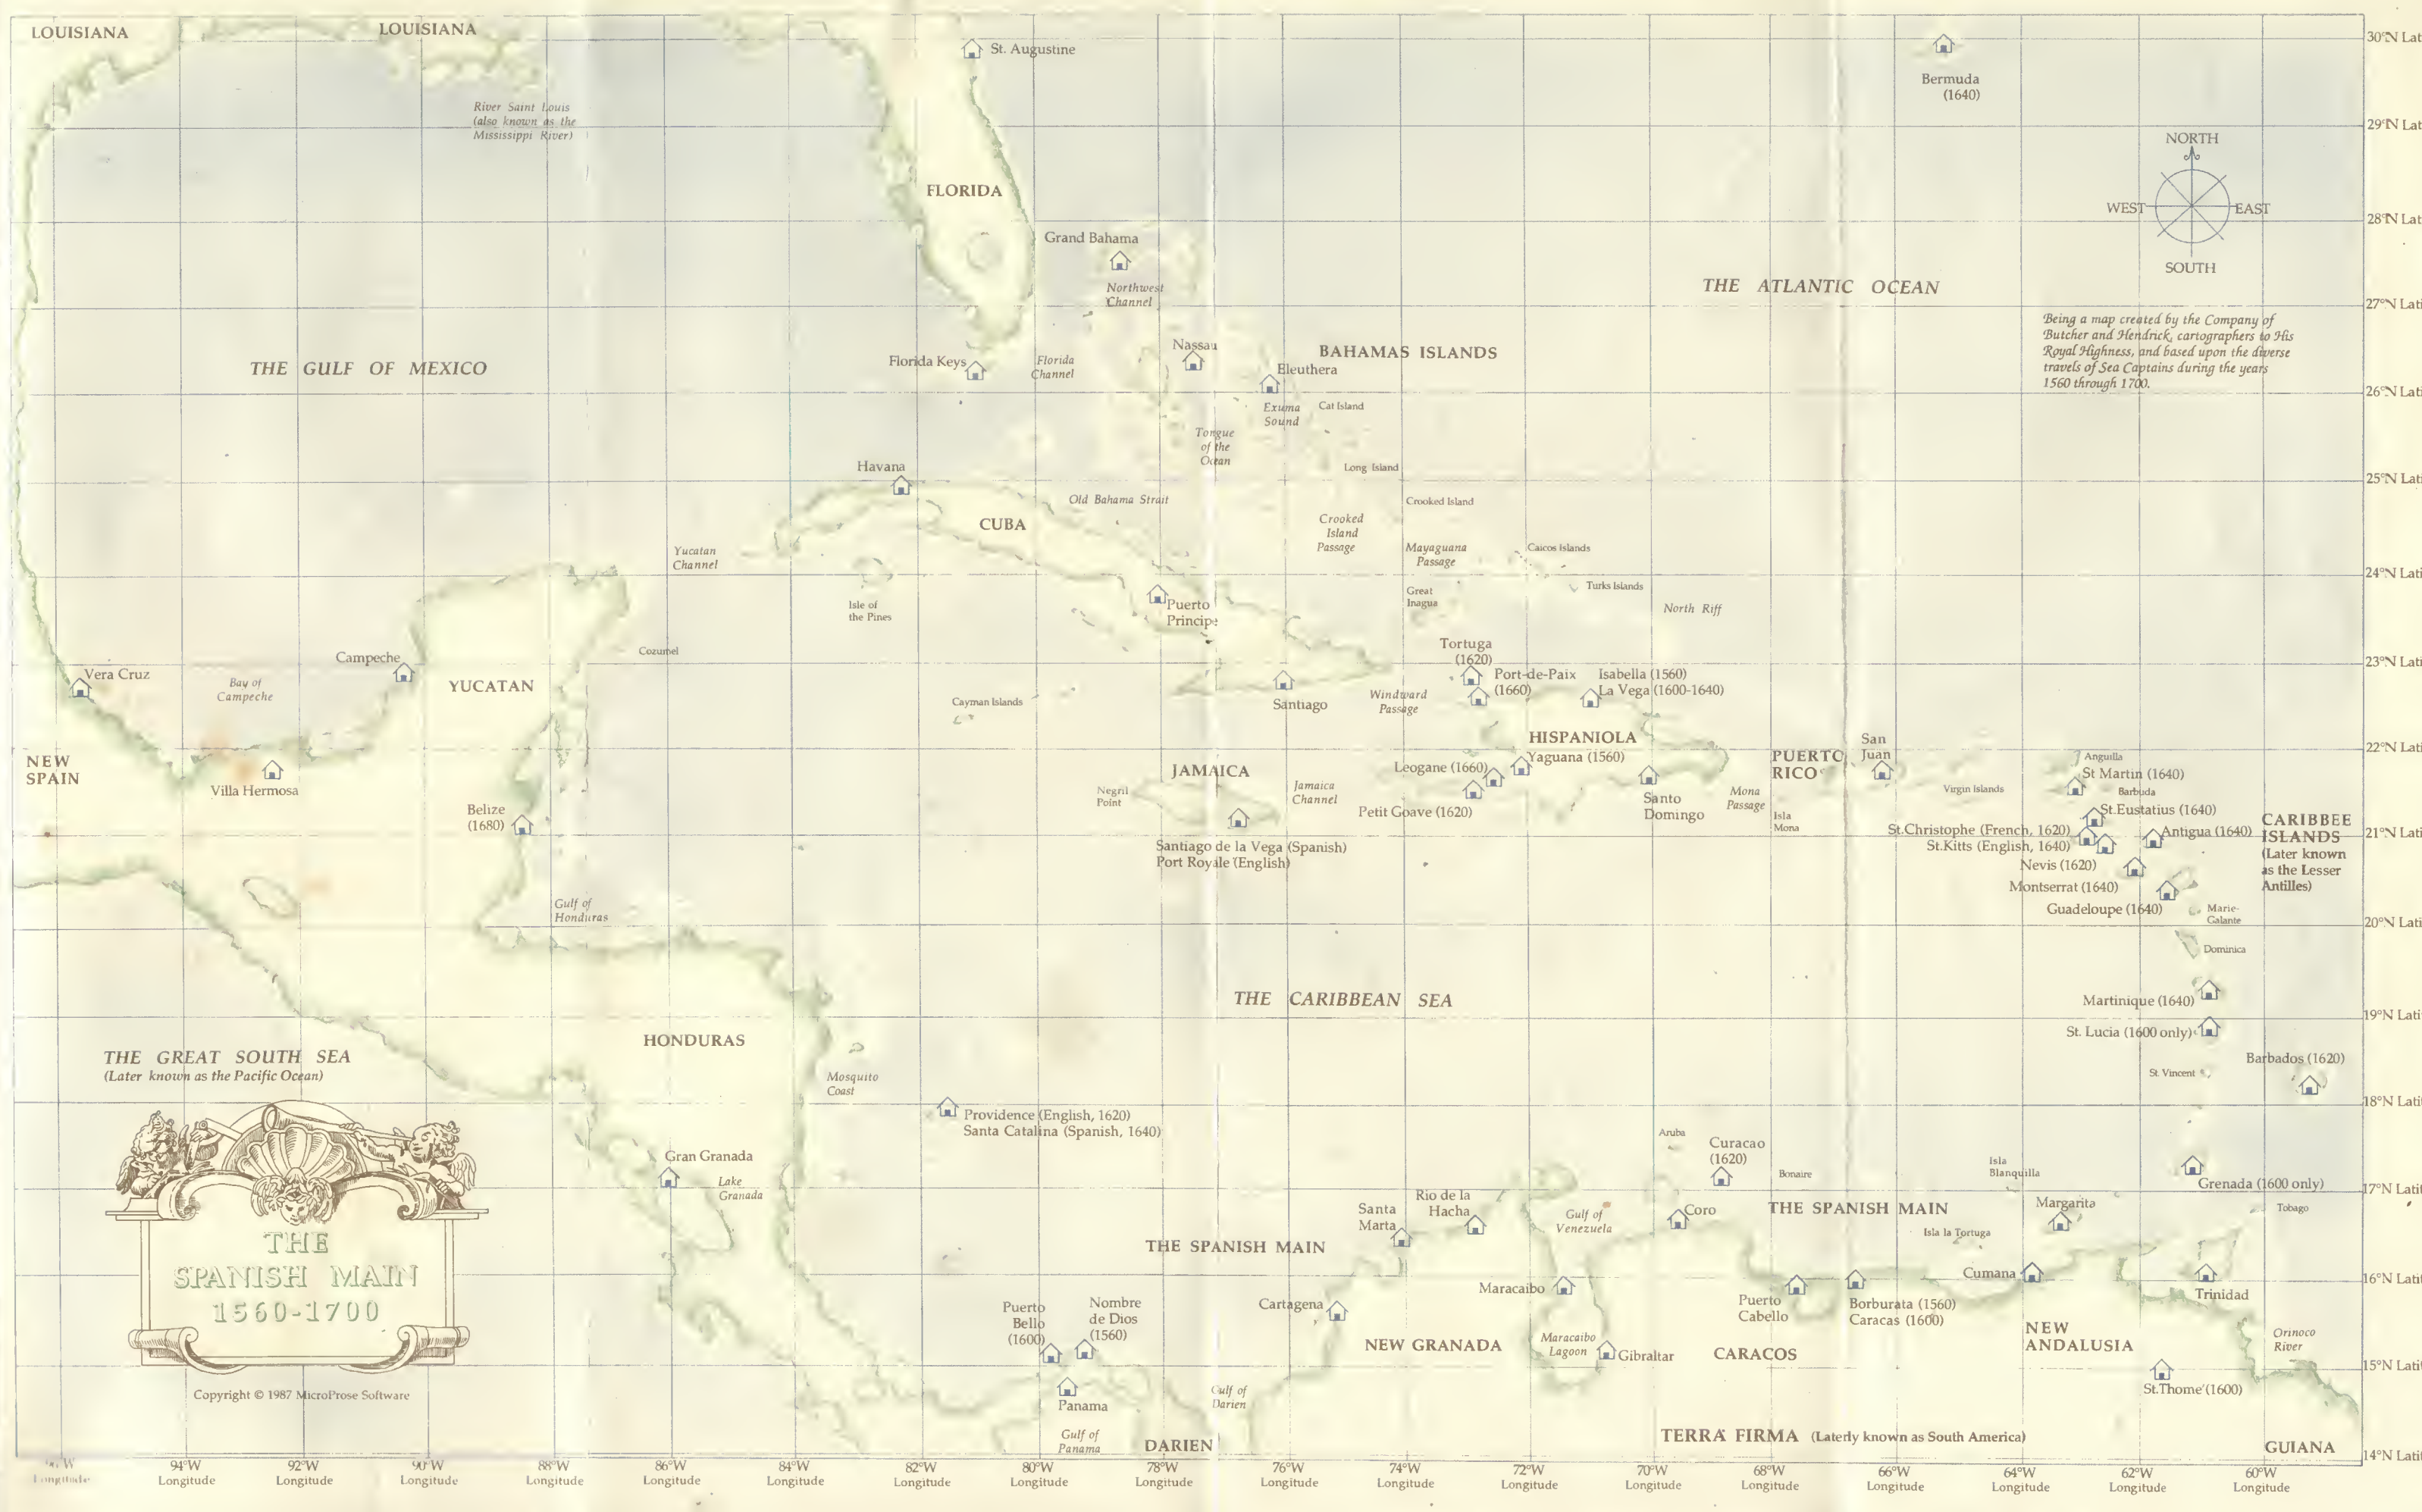 LOUISIANA
LOUISIANA
River Saint Louis
(also known as the
Mississippi River)
St. Augustine
Bermuda
(1640)
30°N Lat
29°N Lat
28°N Lat
27°N Lati
26°N Lati
25°N Lati
24°N Lati
23°N Lati
22°N Lati
21°N Lati
20°N Lati
19°N Lati
18°N Lati
17°N Lati
16°N Lati
15°N Lati
14°N Lati
NORTH
WEST
EAST
SOUTH
FLORIDA
Grand Bahama
Northwest
Channel
THE ATLANTIC OCEAN
Being a map created by the Company of
Butcher and Hendrick, cartographers to His
Royal Highness, and based upon the diverse
travels of Sea Captains during the years
1560 through 1700.
THE GULF OF MEXICO
Florida Keys
Florida
Channel
Nassau
BAHAMAS ISLANDS
Eleuthera
Exuma
Sound
Cat Island
Tongue
of the
Ocean
Long Island
Havana
Old Bahama Strait
CUBA
Crooked Island
Crooked
Island
Passage
Mayaguana
Passage
Caicos Islands
Turks Islands
Great
Inagua
North Riff
Yucatan
Channel
Isle of
the Pines
Puerto
Principe
Cozumel
Campeche
Vera Cruz
Bay of
Campeche
YUCATAN
Cayman Islands
Santiago
Windward
Passage
Tortuga
(1620)
Port-de-Paix
(1660)
Isabella (1560)
La Vega (1600-1640)
HISPANIOLA
Yaguana (1560)
Leogane (1660)
Petit Goave (1620)
Santo
Domingo
Mona
Passage
Isla
Mona
PUERTO
RICO
San
Juan
Virgin Islands
Anguilla
St Martin (1640)
Barbuda
St.Eustatius (1640)
St.Christophe (French, 1620)
St.Kitts (English, 1640)
Antigua (1640)
Nevis (1620)
Montserrat (1640)
Guadeloupe (1640)
Marie-
Galante
Dominica
CARIBBEE
ISLANDS
(Later known
as the Lesser
Antilles)
NEW
SPAIN
Villa Hermosa
Belize
(1680)
JAMAICA
Negril
Point
Jamaica
Channel
Santiago de la Vega (Spanish)
Port Royale (English)
Gulf of
Honduras
THE CARIBBEAN SEA
Martinique (1640)
St. Lucia (1600 only)
Barbados (1620)
St. Vincent
HONDURAS
THE GREAT SOUTH SEA
(Later known as the Pacific Ocean)
Mosquito
Coast
Providence (English, 1620)
Santa Catalina (Spanish, 1640)
Gran Granada
Lake
Granada
Aruba
Curacao
(1620)
Bonaire
Isla
Blanquilla
Grenada (1600 only)
Tobago
Santa
Marta
Rio de la
Hacha
Gulf of
Venezuela
Coro
THE SPANISH MAIN
Margarita
Isla la Tortuga
THE SPANISH MAIN
Maracaibo
Cartagena
Cumana
Trinidad
Puerto
Cabello
Borburata (1560)
Caracas (1600)
Puerto
Bello
(1600)
Nombre
de Dios
(1560)
NEW GRANADA
Maracaibo
Lagoon
Gibraltar
CARACOS
NEW
ANDALUSIA
Orinoco
River
St.Thome (1600)
Panama
Gulf of
Panama
Gulf of
Darien
DARIEN
TERRA FIRMA (Laterly known as South America)
GUIANA
THE
SPANISH MAIN
1560-1700
Copyright © 1987 MicroProse Software
Longitude
94°W
Longitude
92°W
Longitude
90°W
Longitude
88°W
Longitude
86°W
Longitude
84°W
Longitude
82°W
Longitude
80°W
Longitude
78°W
Longitude
76°W
Longitude
74°W
Longitude
72°W
Longitude
70°W
Longitude
68°W
Longitude
66°W
Longitude
64°W
Longitude
62°W
Longitude
60°W
Longitude